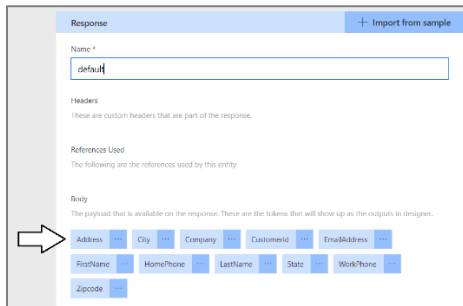 Response + Import from sample
Name *
default
Headers
These are custom headers that are part of the response.
References Used
The following are the references used by this entity
Body
The payload that is available on the response. These are the tokens that will show up as the outputs in designer.
Address ··· City ··· Company ··· CustomerId ··· EmailAddress ···
FirstName ··· HomePhone ··· LastName ··· State ··· WorkPhone ···
Zipcode ···